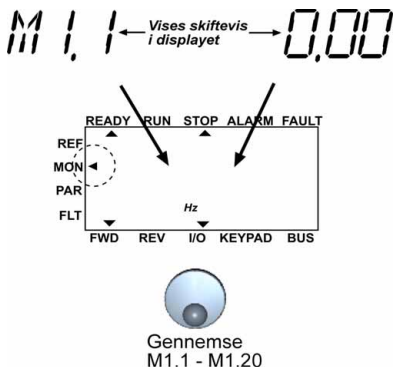 M1.1 Vises skiftevis 0.00
i displayet
READY RUN STOP ALARM FAULT
REF
MON
PAR
FLT
Hz
FWD REV I/O KEYPAD BUS
Gennemse
M1.1 - M1.20